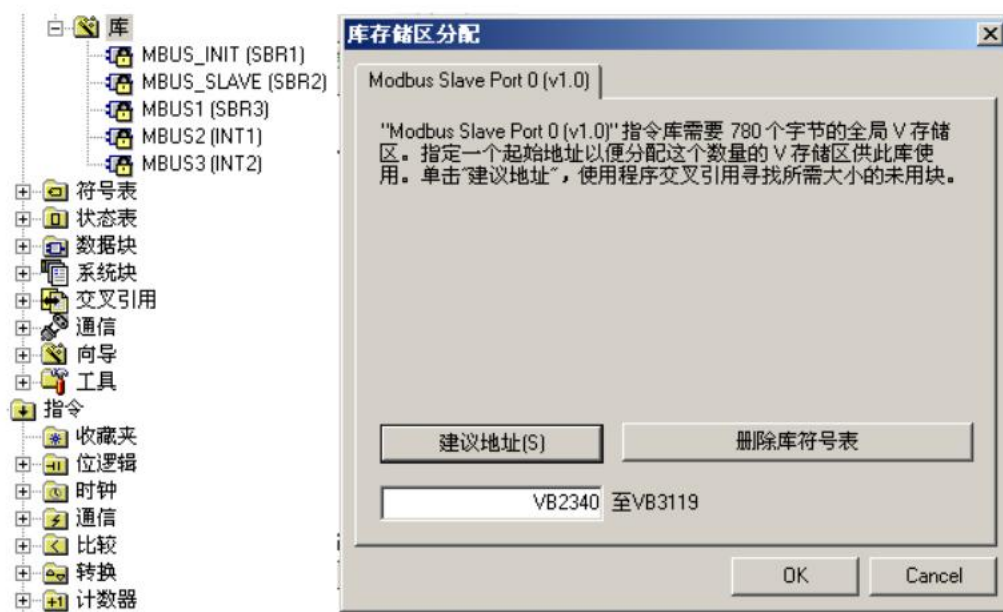 库
MBUS_INIT (SBR1)
MBUS_SLAVE (SBR2)
MBUS1 (SBR3)
MBUS2 (INT1)
MBUS3 (INT2)
符号表
状态表
数据块
系统块
交叉引用
通信
向导
工具
指令
收藏夹
位逻辑
时钟
通信
比较
转换
计数器
库存储区分配
Modbus Slave Port 0 (v1.0)
"Modbus Slave Port 0 (v1.0)" 指令库需要 780 个字节的全局 V 存储
区。指定一个起始地址以便分配这个数量的 V 存储区供此库使
用。单击"建议地址"，使用程序交叉引用寻找所需大小的未用块。
建议地址(S)
删除库符号表
VB2340 至VB3119
OK
Cancel